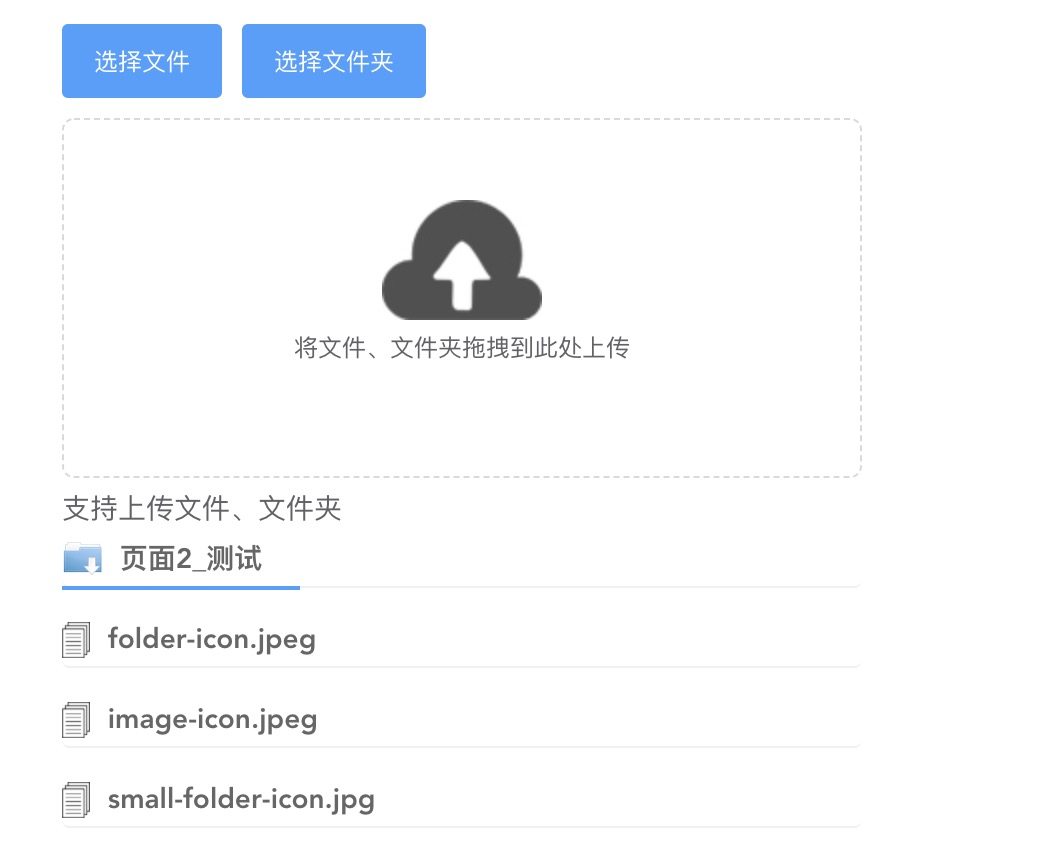 选择文件 选择文件夹
将文件、文件夹拖拽到此处上传
支持上传文件、文件夹
页面2_测试
folder-icon.jpeg
image-icon.jpeg
small-folder-icon.jpg